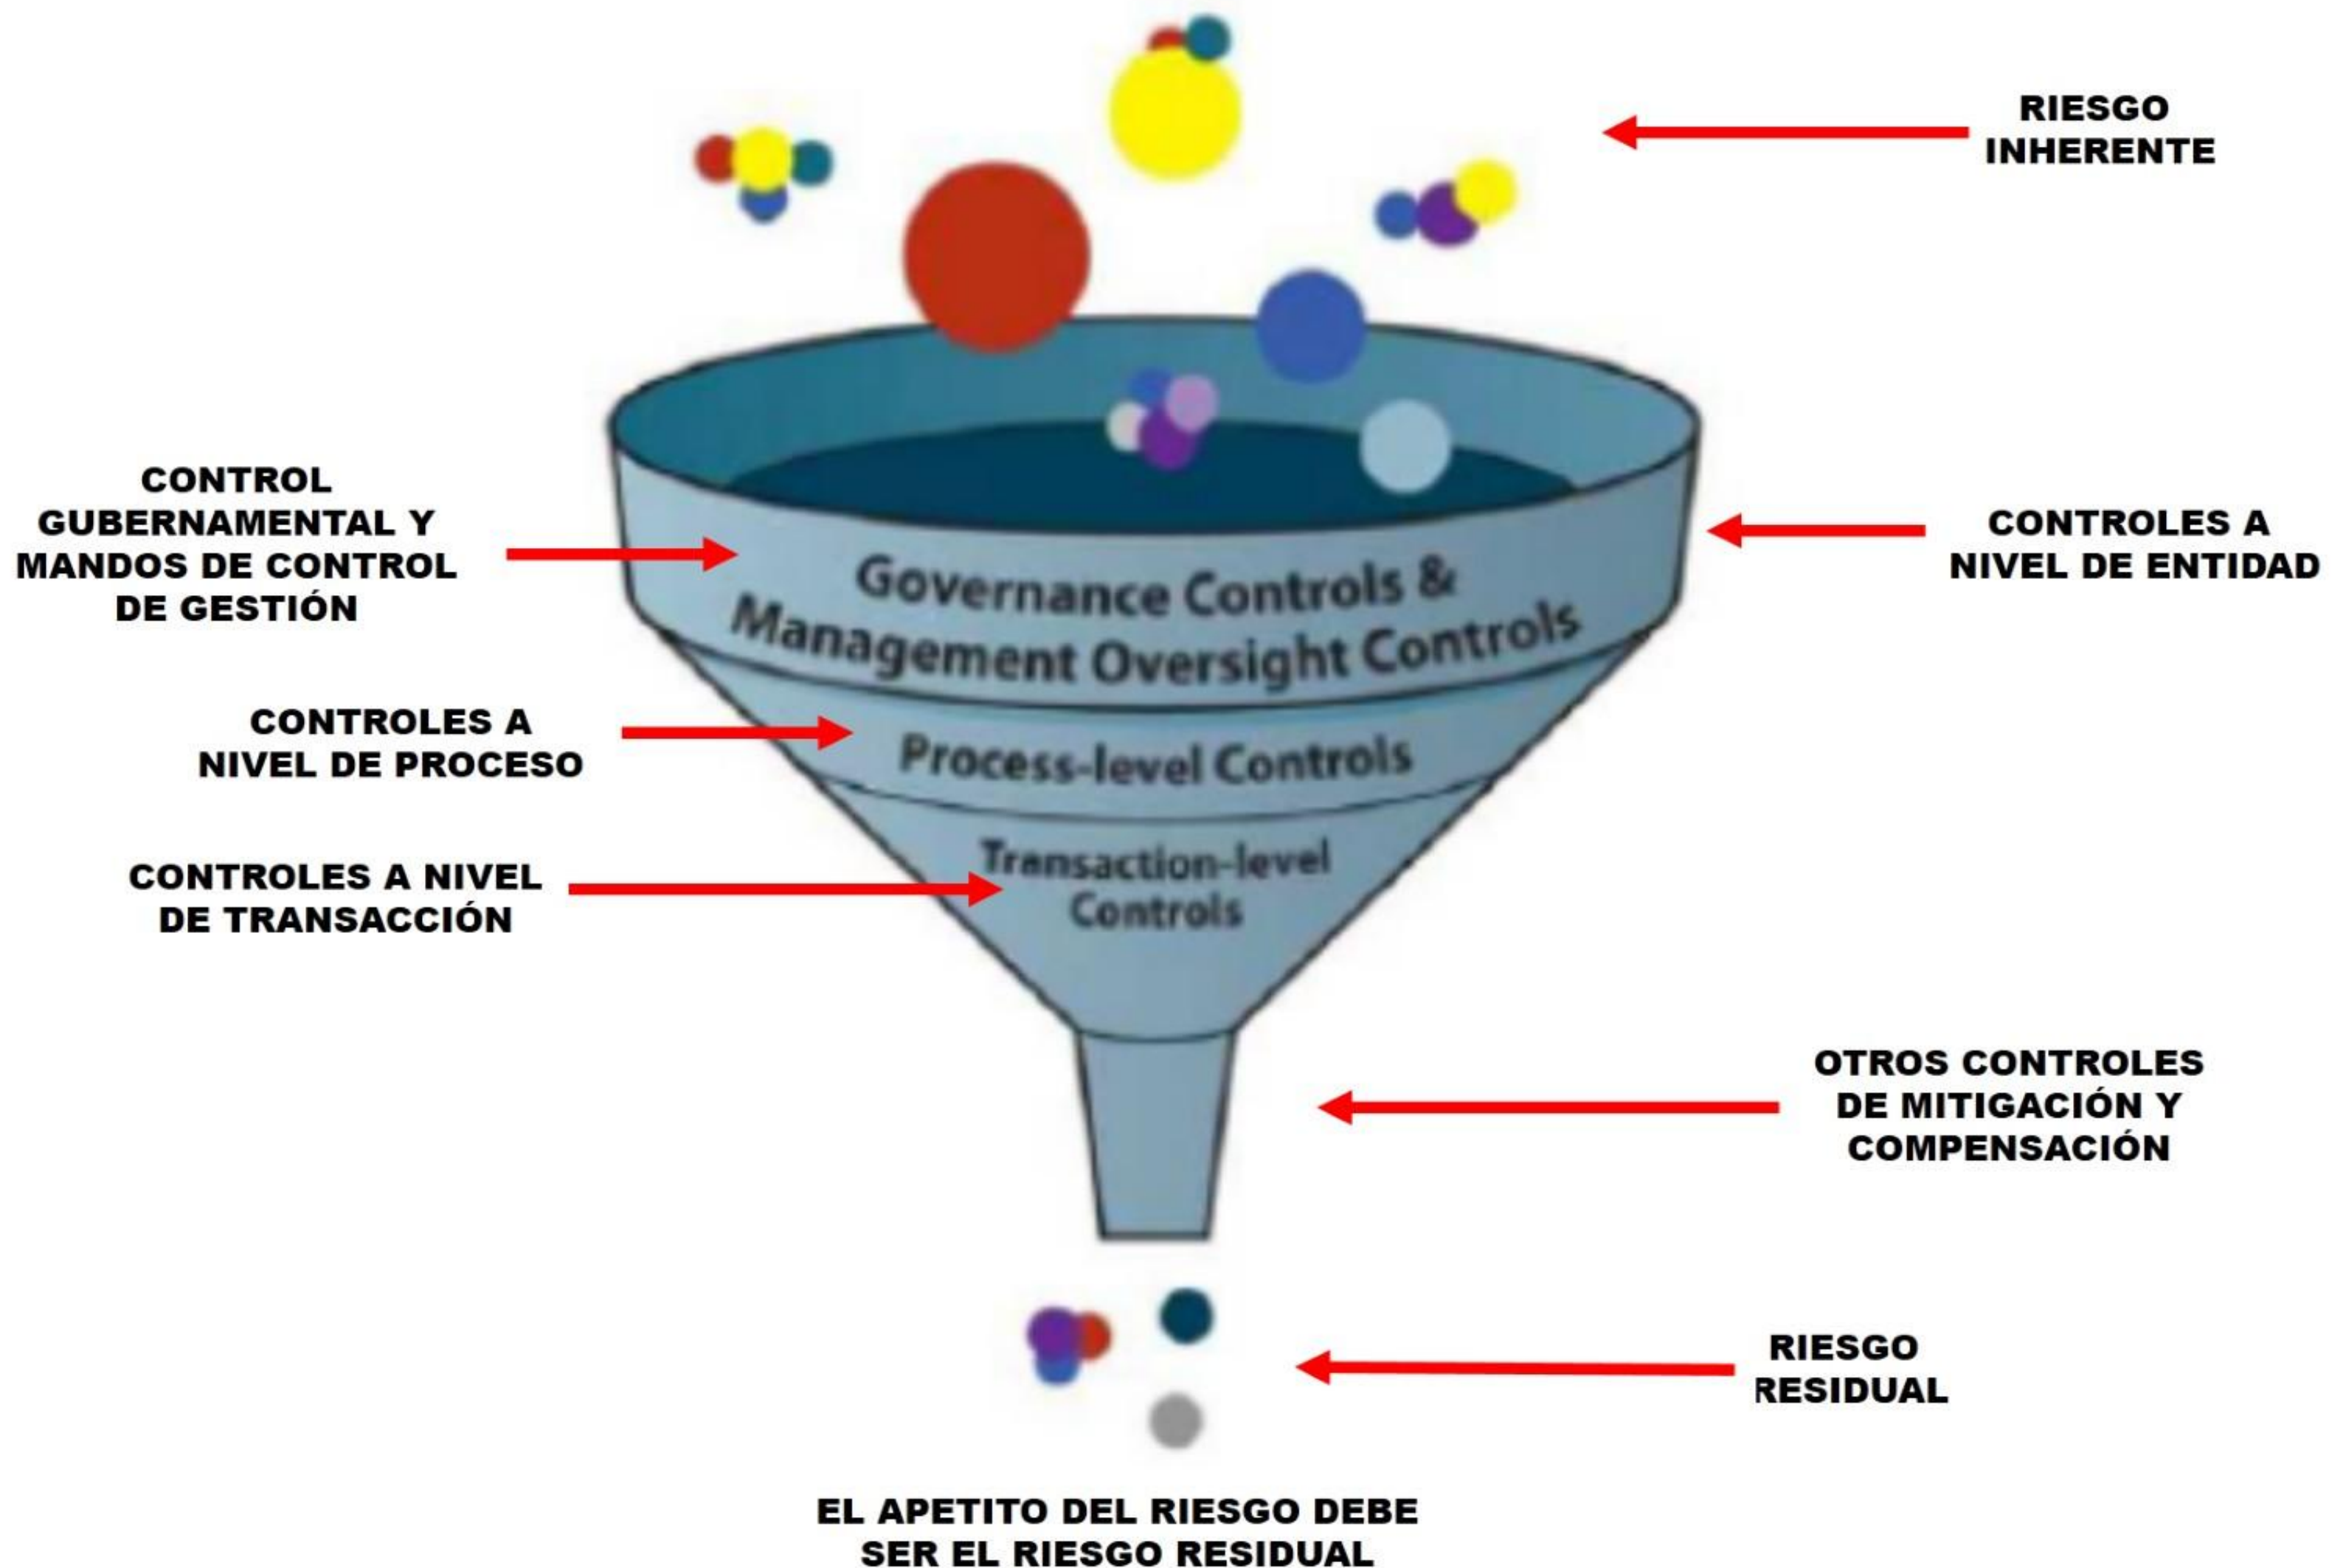 RIESGO
INHERENTE
CONTROL
GUBERNAMENTAL Y
MANDOS DE CONTROL
DE GESTIÓN
CONTROLES A
NIVEL DE ENTIDAD
Governance Controls &
Management Oversight Controls
CONTROLES A
NIVEL DE PROCESO
Process-level Controls
CONTROLES A NIVEL
DE TRANSACCIÓN
Transaction-level
Controls
OTROS CONTROLES
DE MITIGACIÓN Y
COMPENSACIÓN
RIESGO
RESIDUAL
EL APETITO DEL RIESGO DEBE
SER EL RIESGO RESIDUAL